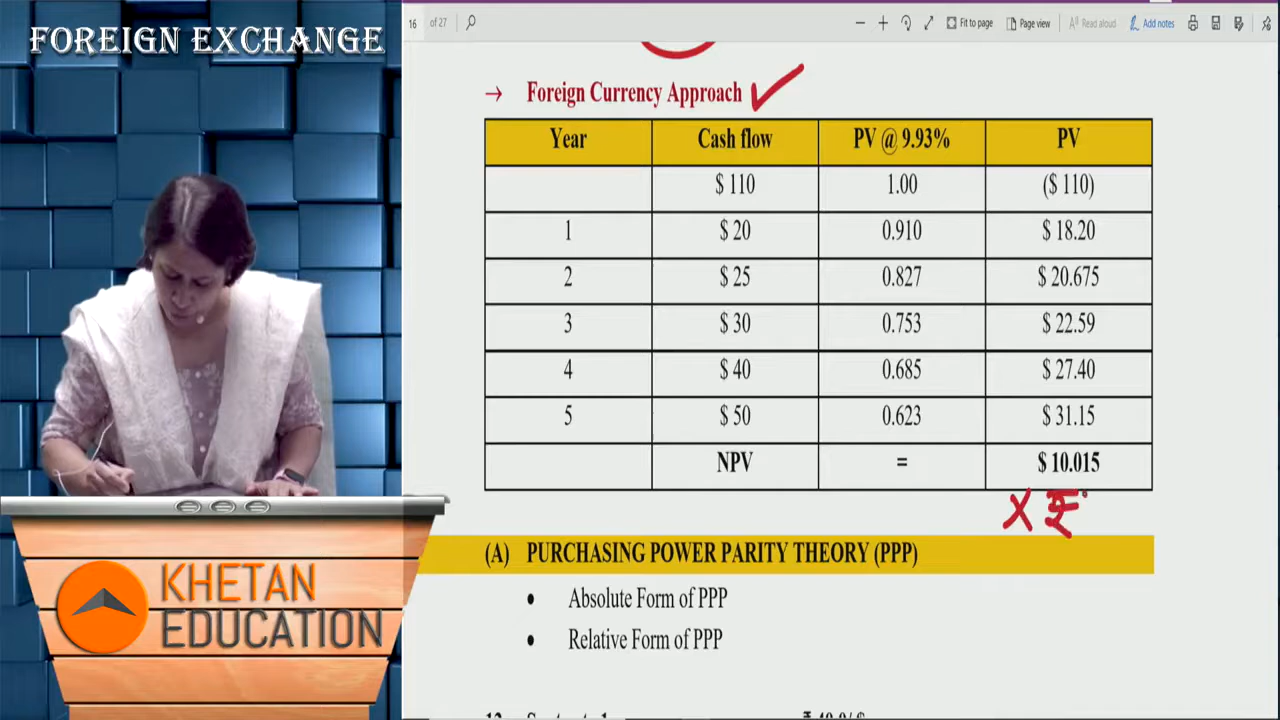 FOREIGN EXCHANGE
16 of 27
Fit to page
Page view
Read aloud
Add notes
→ Foreign Currency Approach
Year Cash flow PV @ 9.93% PV
$ 110 1.00 ($ 110)
1 $ 20 0.910 $ 18.20
2 $ 25 0.827 $ 20.675
3 $ 30 0.753 $ 22.59
4 $ 40 0.685 $ 27.40
5 $ 50 0.623 $ 31.15
NPV = $ 10.015
X ₹
(A) PURCHASING POWER PARITY THEORY (PPP)
• Absolute Form of PPP
• Relative Form of PPP
KHETAN
EDUCATION